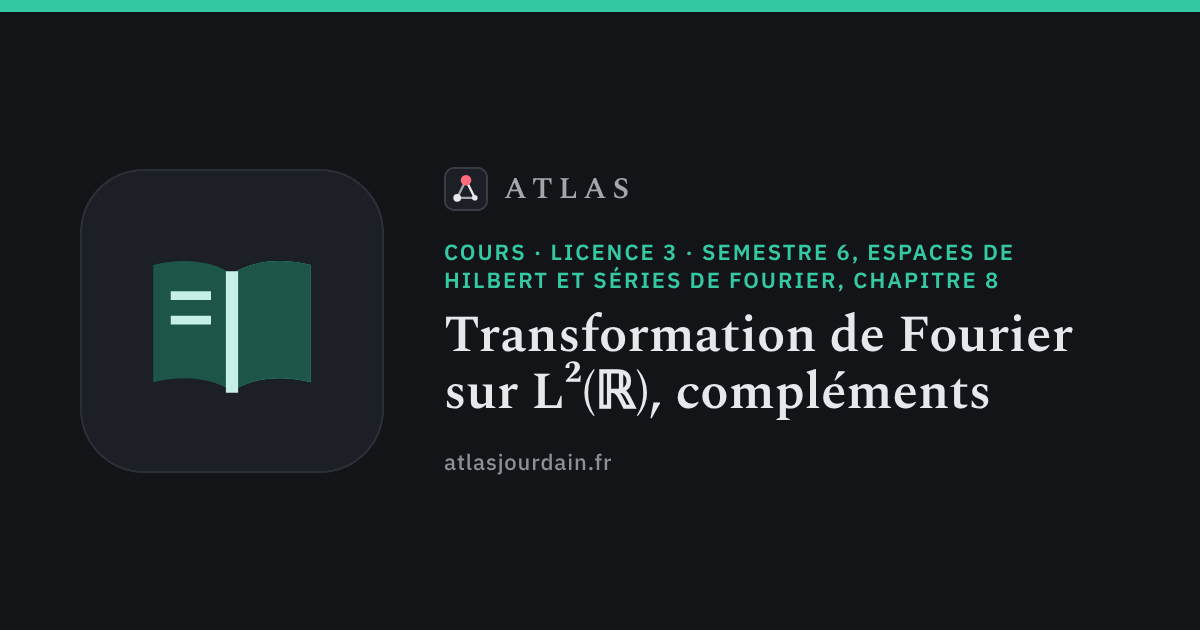 ATLAS
COURS · LICENCE 3 · SEMESTRE 6, ESPACES DE
HILBERT ET SÉRIES DE FOURIER, CHAPITRE 8
Transformation de Fourier
sur L²(ℝ), compléments
atlasjourdain.fr